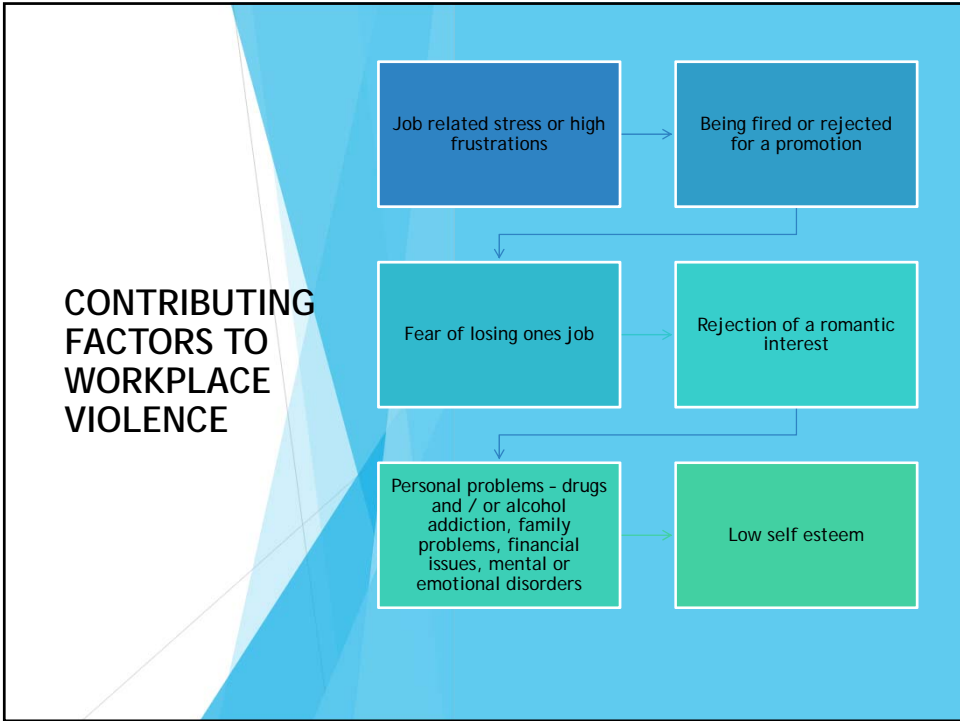 CONTRIBUTING
FACTORS TO
WORKPLACE
VIOLENCE
Job related stress or high
frustrations
Being fired or rejected
for a promotion
Fear of losing ones job
Rejection of a romantic
interest
Personal problems – drugs
and / or alcohol
addiction, family
problems, financial
issues, mental or
emotional disorders
Low self esteem